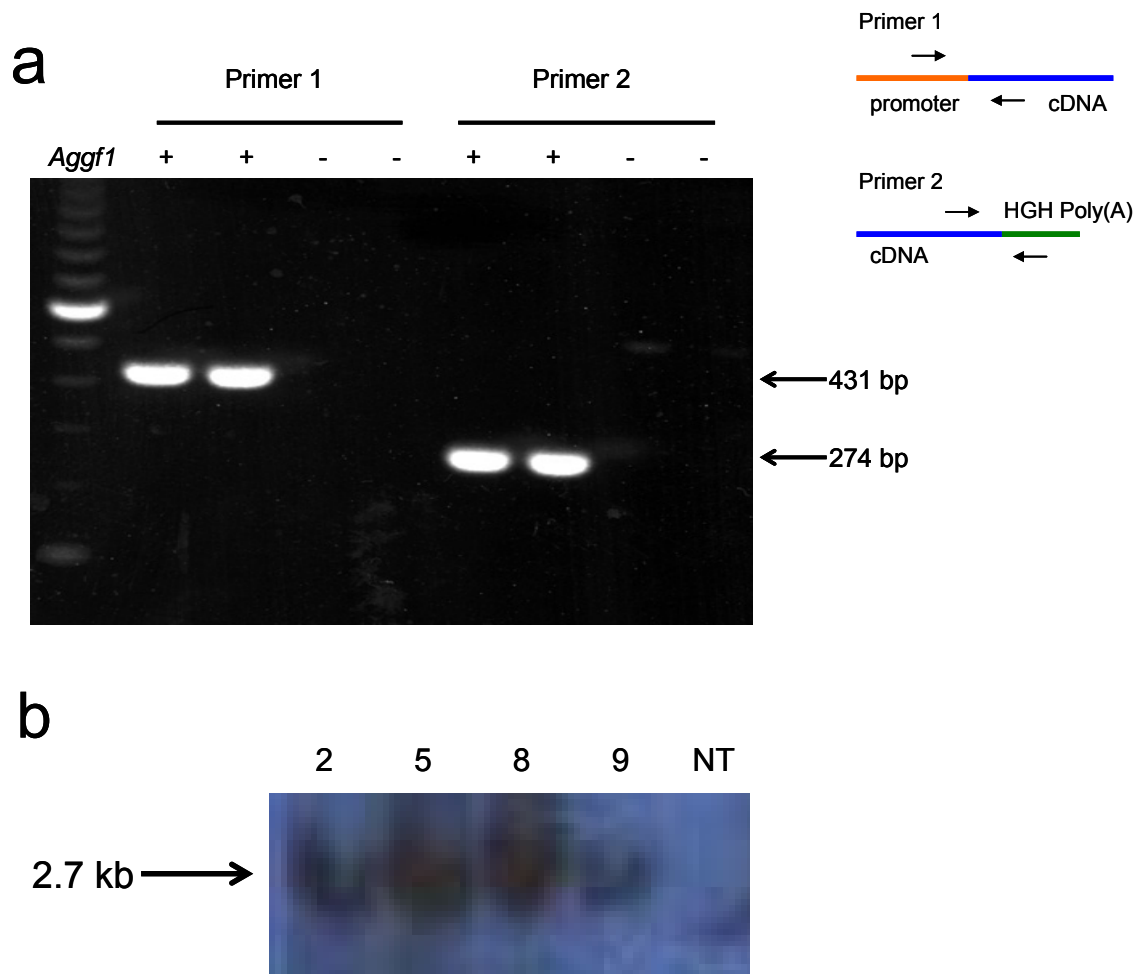 a
Primer 1 Primer 2
Aggf1 + + - - + + - -
431 bp
274 bp
Primer 1
promoter cDNA
Primer 2
HGH Poly(A)
cDNA
b
2 5 8 9 NT
2.7 kb